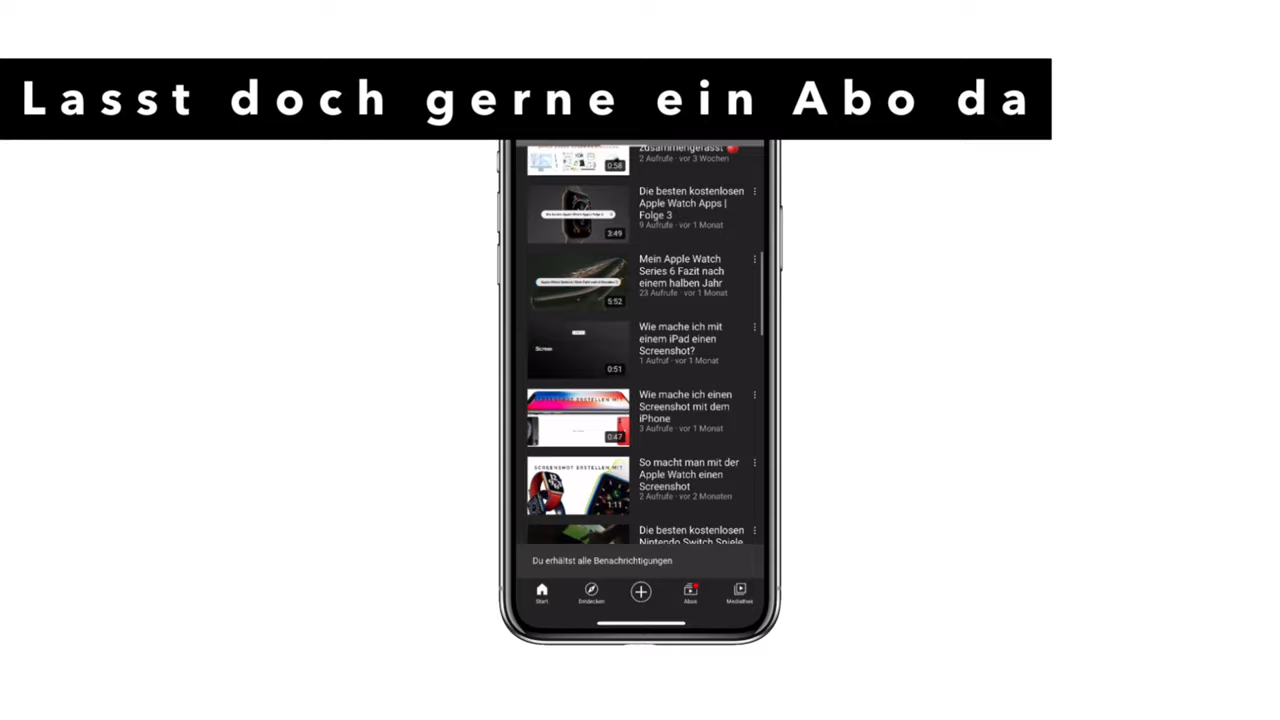 Lasst doch gerne ein Abo da
zusammengefasst
2 Aufrufe · vor 3 Wochen
0:58
Die besten kostenlosen
Apple Watch Apps |
Folge 3
9 Aufrufe · vor 1 Monat
3:49
Mein Apple Watch
Series 6 Fazit nach
einem halben Jahr
23 Aufrufe · vor 1 Monat
5:52
Wie mache ich mit
einem iPad einen
Screenshot?
1 Aufruf · vor 1 Monat
Screen
0:51
Wie mache ich einen
Screenshot mit dem
iPhone
3 Aufrufe · vor 1 Monat
0:47
So macht man mit der
Apple Watch einen
Screenshot
2 Aufrufe · vor 2 Monaten
SCREENSHOT ERSTELLEN MIT
1:11
Die besten kostenlosen
Nintendo Switch Spiele
Du erhältst alle Benachrichtigungen
Start
Entdecken
Abos
Mediathek